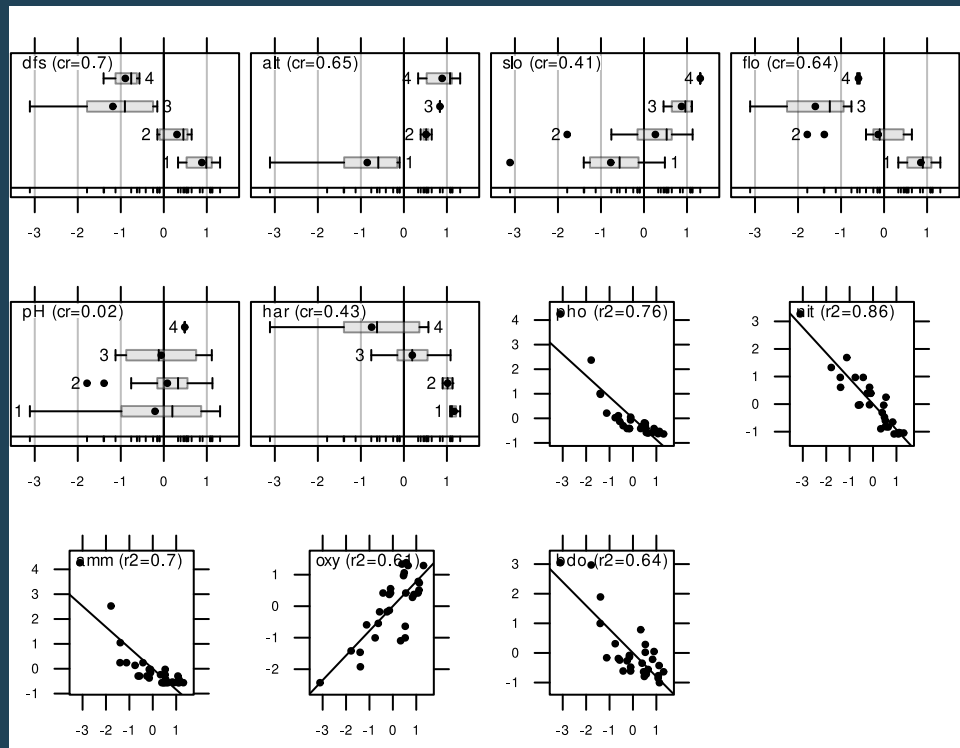 dfs (cr=0.7)
4
3
2
1
-3 -2 -1 0 1
alt (cr=0.65)
4
3
2
1
-3 -2 -1 0 1
slo (cr=0.41)
4
3
2
1
-3 -2 -1 0 1
flo (cr=0.64)
4
3
2
1
-3 -2 -1 0 1
pH (cr=0.02)
4
3
2
1
-3 -2 -1 0 1
har (cr=0.43)
4
3
2
1
-3 -2 -1 0 1
pho (r2=0.76)
4
3
2
1
0
-1
-3 -2 -1 0 1
nit (r2=0.86)
3
2
1
0
-1
-3 -2 -1 0 1
amm (r2=0.7)
4
3
2
1
0
-1
-3 -2 -1 0 1
oxy (r2=0.61)
1
0
-1
-2
-3 -2 -1 0 1
bdo (r2=0.64)
3
2
1
0
-1
-3 -2 -1 0 1